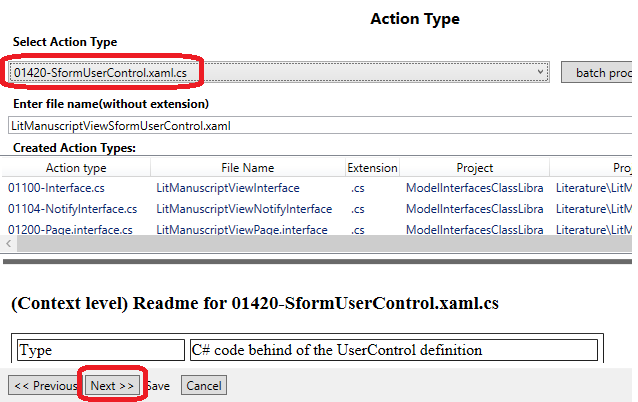 Action Type
Select Action Type
01420-SformUserControl.xaml.cs
batch proc
Enter file name(without extension)
LitManuscriptViewSformUserControl.xaml
Created Action Types:
Action type File Name Extension Project Proj
01100-Interface.cs LitManuscriptViewInterface .cs ModelInterfacesClassLibra Literature\LitM
01104-NotifyInterface.cs LitManuscriptViewNotifyInterface .cs ModelInterfacesClassLibra Literature\LitM
01200-Page.interface.cs LitManuscriptViewPage.interface .cs ModelInterfacesClassLibra Literature\LitM
(Context level) Readme for 01420-SformUserControl.xaml.cs
Type C# code behind of the UserControl definition
<< Previous Next >> Save Cancel